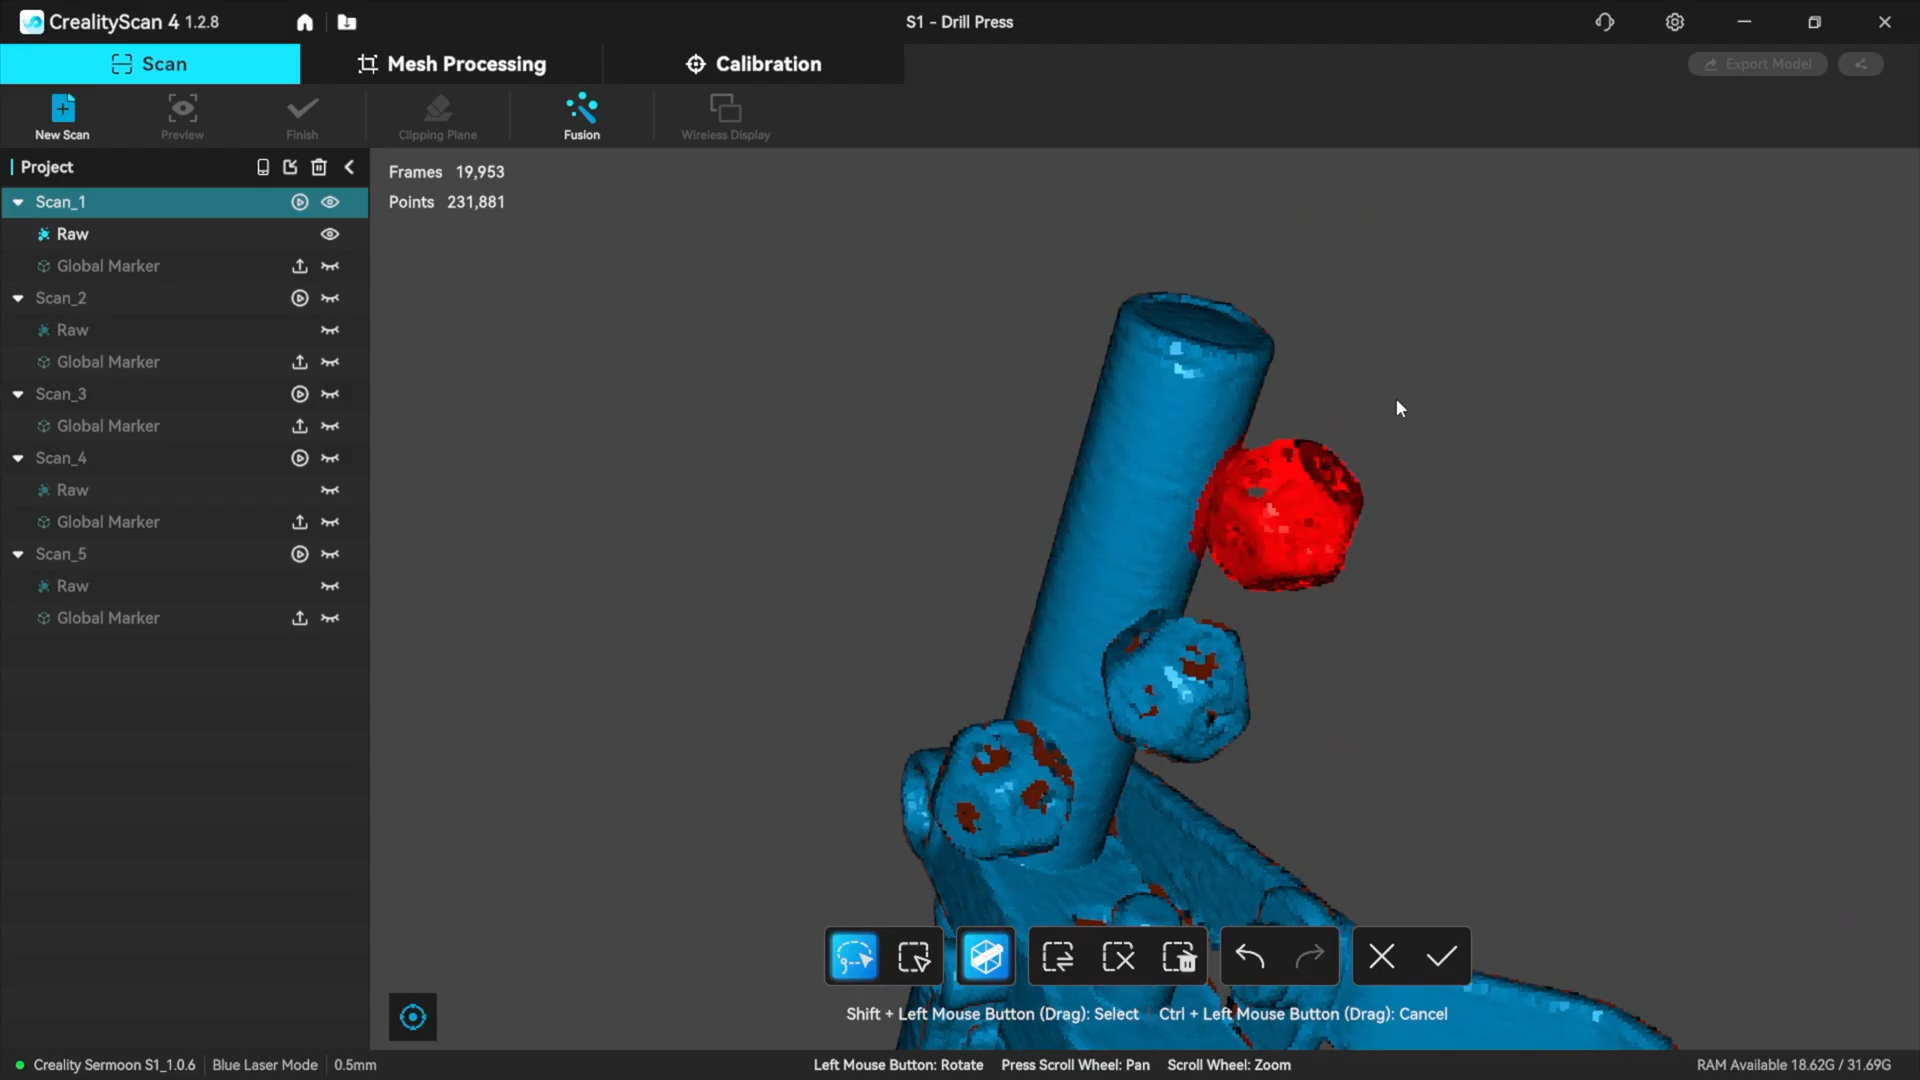 CrealityScan 4 1.2.8
S1 - Drill Press
Scan
Mesh Processing
Calibration
Export Model
New Scan
Preview
Finish
Clipping Plane
Fusion
Wireless Display
Project
Frames 19,953
Points 231,881
Scan_1
Raw
Global Marker
Scan_2
Raw
Global Marker
Scan_3
Global Marker
Scan_4
Raw
Global Marker
Scan_5
Raw
Global Marker
Shift + Left Mouse Button (Drag): Select Ctrl + Left Mouse Button (Drag): Cancel
Creality Sermoon S1_1.0.6 Blue Laser Mode 0.5mm
Left Mouse Button: Rotate Press Scroll Wheel: Pan Scroll Wheel: Zoom
RAM Available 18.62G / 31.69G